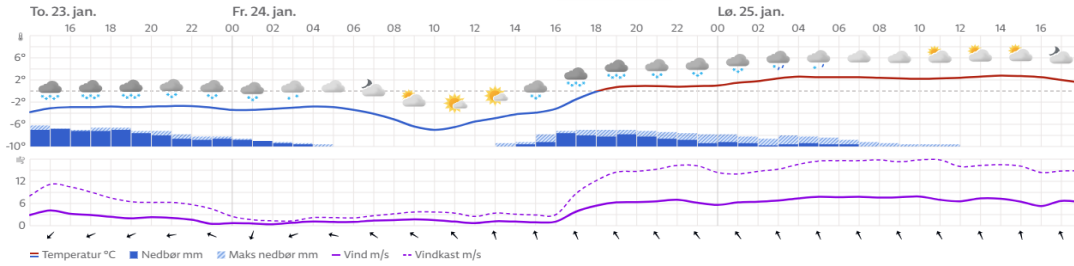 To. 23. jan. Fr. 24. jan. Lø. 25. jan.
16 18 20 22 00 02 04 06 08 10 12 14 16 18 20 22 00 02 04 06 08 10 12 14 16
6°
2°
-2°
-6°
-10°
12
6
0
Temperatur °C Nedbør mm Maks nedbør mm Vind m/s Vindkast m/s